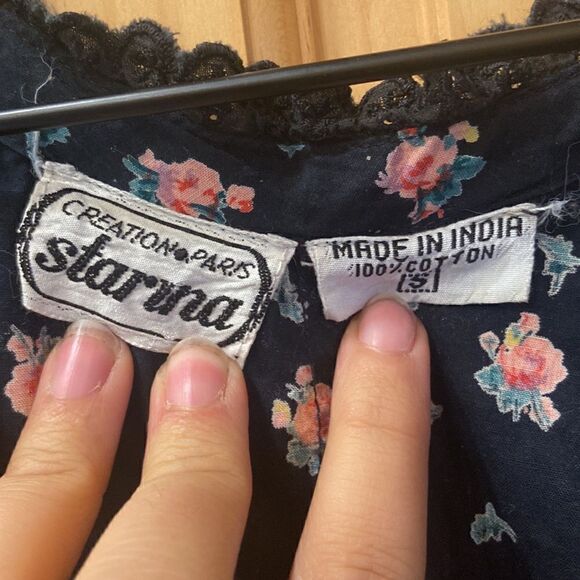 CREATION•PARIS
starina
MADE IN INDIA
100% COTTON
S